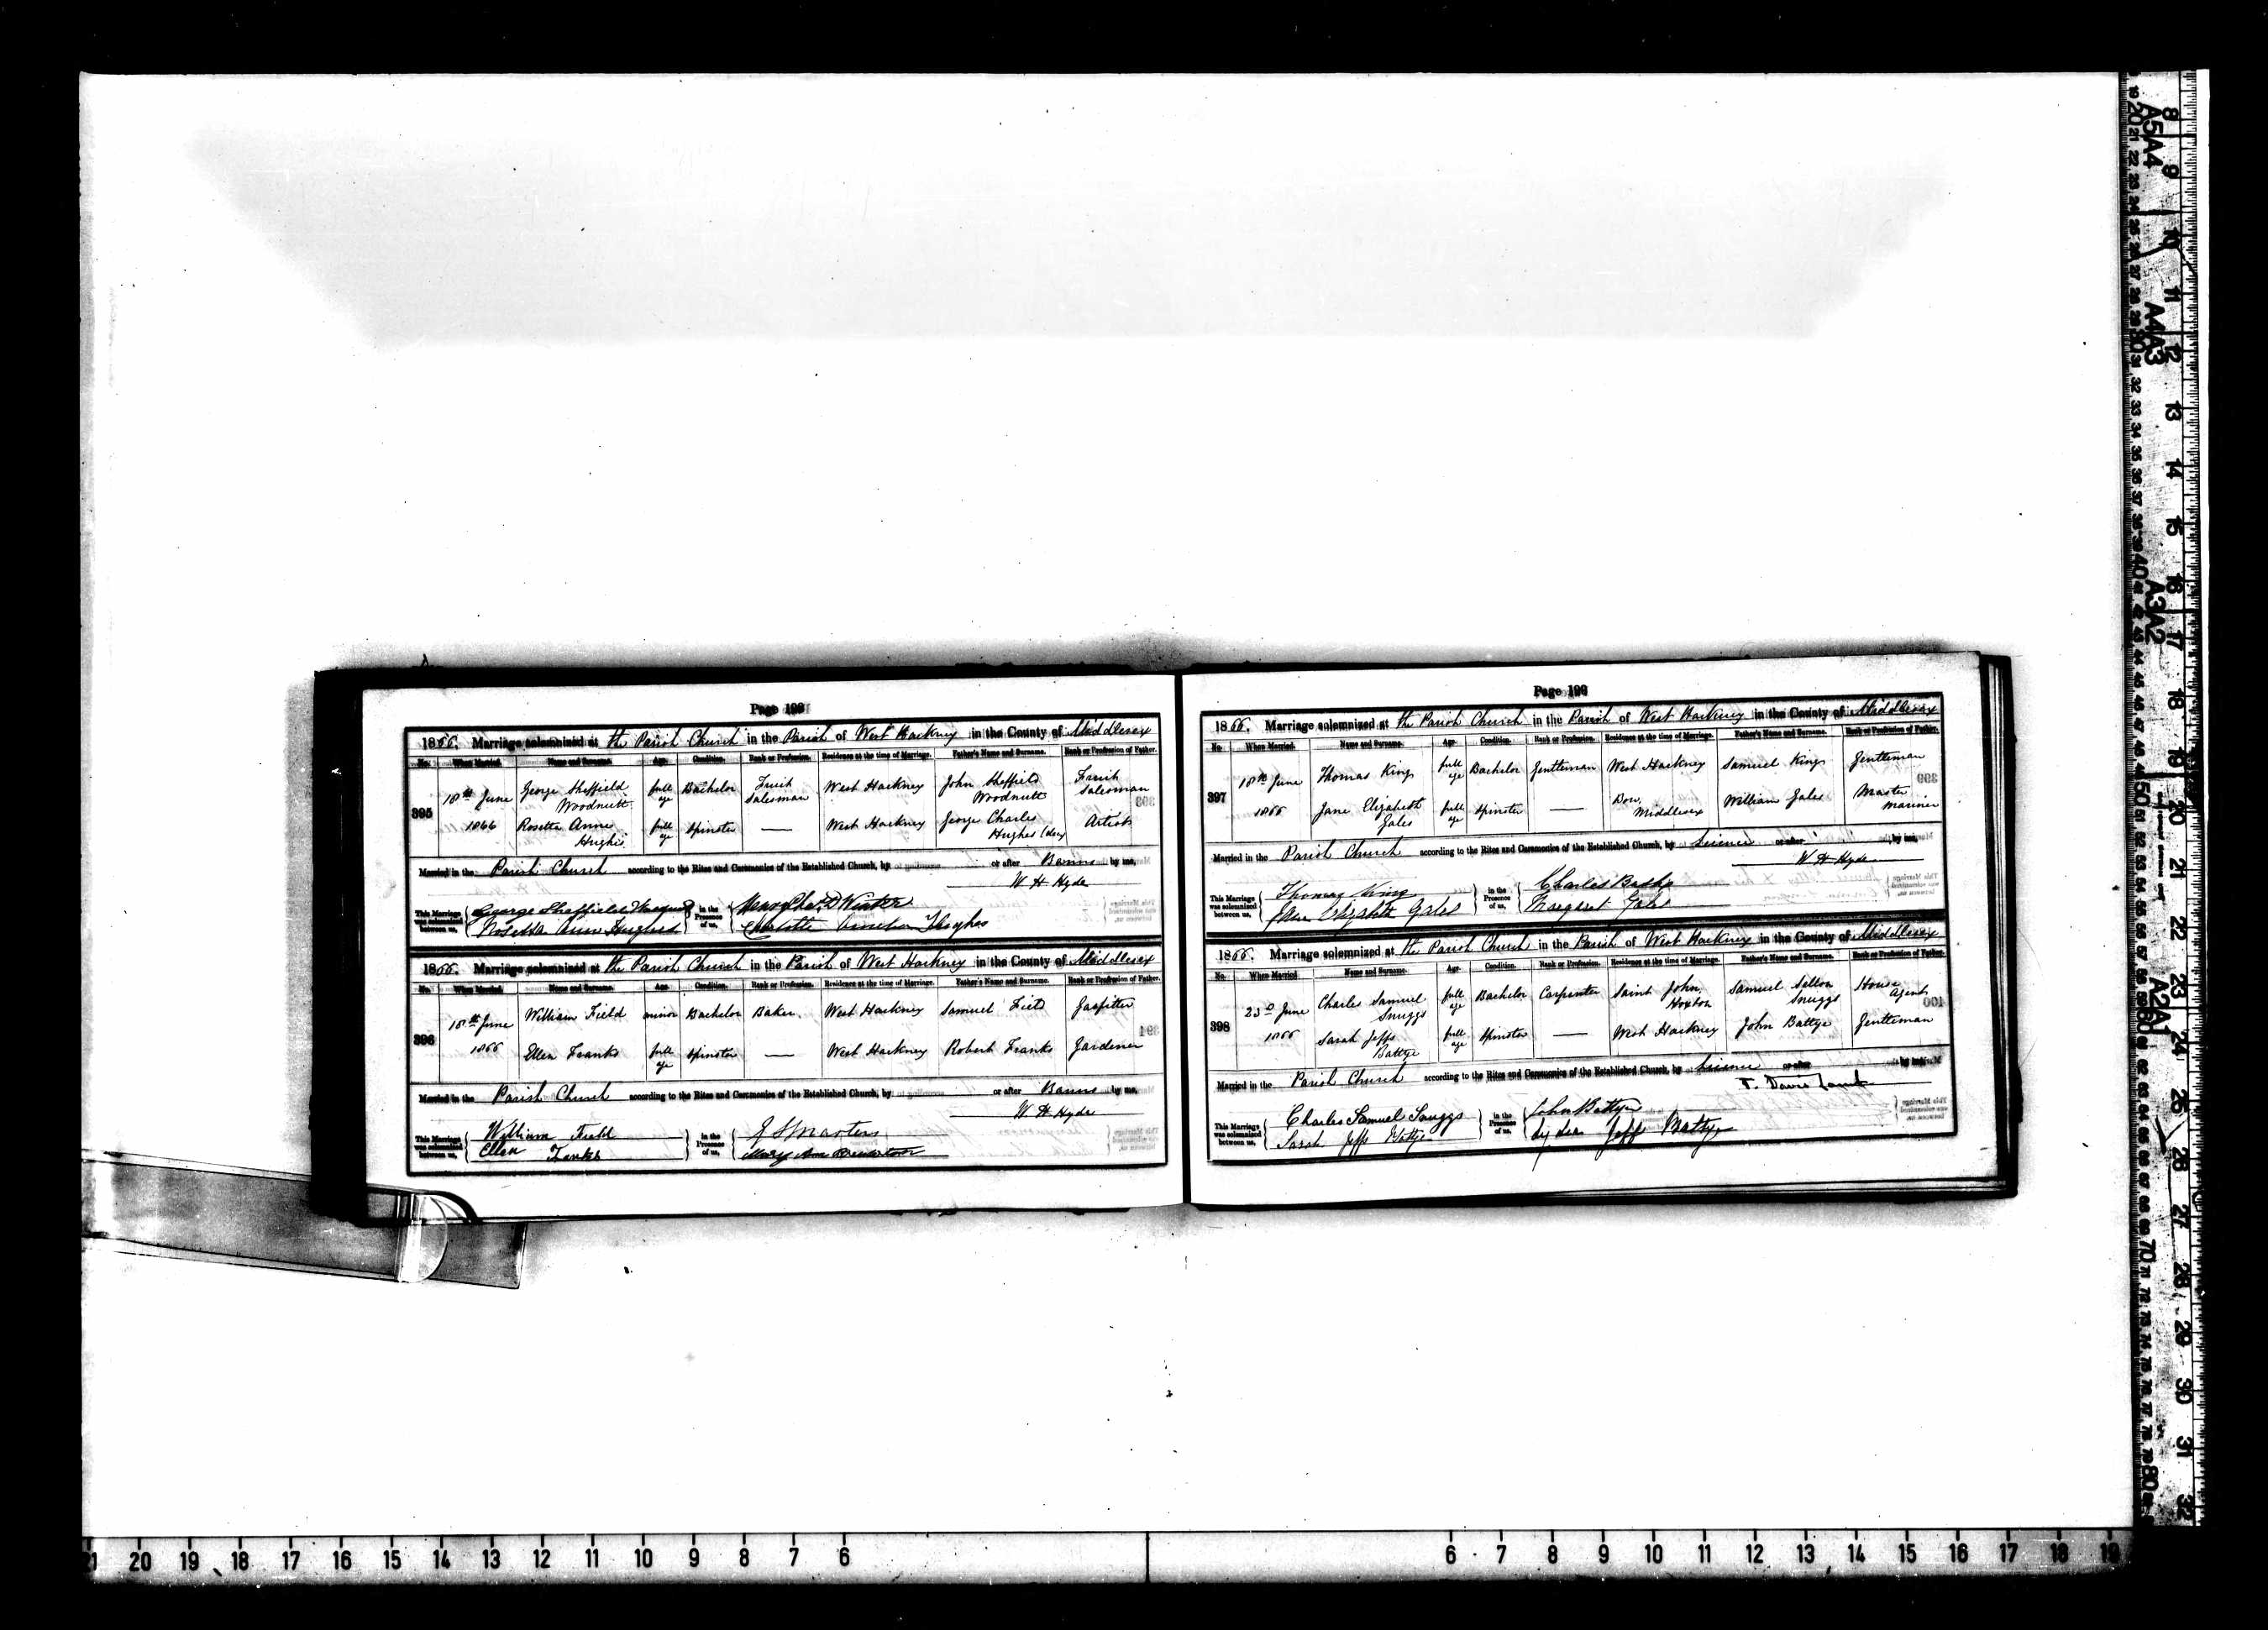 Page 199
1866. Marriage solemnized at the Parish Church in the Parish of West Hackney in the County of Middlesex
No. When Married. Name and Surname. Age. Condition. Rank or Profession. Residence at the time of Marriage. Father's Name and Surname. Rank or Profession of Father.
395 18th June 1866 George Sheffield Woodnutt full age Bachelor Fruit Salesman West Hackney John Sheffield Woodnutt Fruit Salesman
Rosetta Anne Hughes full age Spinster — West Hackney George Charles Hughes (dec) Artist
Married in the Parish Church according to the Rites and Ceremonies of the Established Church, by or after Banns by me,
W H Hyde
This Marriage was solemnized between us, George Sheffield Woodnutt in the Presence of us, Winter
Rosetta Anne Hughes Charlotte Hughes
1866. Marriage solemnized at the Parish Church in the Parish of West Hackney in the County of Middlesex
No. When Married. Name and Surname. Age. Condition. Rank or Profession. Residence at the time of Marriage. Father's Name and Surname. Rank or Profession of Father.
396 18th June 1866 William Field minor Bachelor Baker West Hackney Samuel Field Gasfitter
Ellen Franks full age Spinster — West Hackney Robert Franks Gardener
Married in the Parish Church according to the Rites and Ceremonies of the Established Church, by or after Banns by me,
W. H Hyde
This Marriage was solemnized between us, William Field in the Presence of us,
Ellen Franks Mary Ann
Page
1866. Marriage solemnized at the Parish Church in the Parish of West Hackney in the County of Middlesex
No. When Married. Name and Surname. Age. Condition. Rank or Profession. Residence at the time of Marriage. Father's Name and Surname. Rank or Profession of Father.
397 18th June 1866 Thomas King full age Bachelor Gentleman West Hackney Samuel King Gentleman
Jane Elizabeth Gales full age Spinster — Bow, Middlesex William Gales Master Mariner
Married in the Parish Church according to the Rites and Ceremonies of the Established Church, by Licence or after by me,
W H Hyde
This Marriage was solemnized between us, Thomas King in the Presence of us, Charles
Jane Elizabeth Gales Margaret Gales
1866. Marriage solemnized at the Parish Church in the Parish of West Hackney in the County of Middlesex
No. When Married. Name and Surname. Age. Condition. Rank or Profession. Residence at the time of Marriage. Father's Name and Surname. Rank or Profession of Father.
398 23d June 1866 Charles Samuel Snuggs full age Bachelor Carpenter Saint John, Hoxton Samuel Snuggs House Agent
Sarah Jeffs Battye full age Spinster — West Hackney John Battye Gentleman
Married in the Parish Church according to the Rites and Ceremonies of the Established Church, by Licence or after by me,
T. Davis Lamb
This Marriage was solemnized between us, Charles Samuel Snuggs in the Presence of us, John Battye
Sarah Jeffs Battye Lydia Jeffs Battye